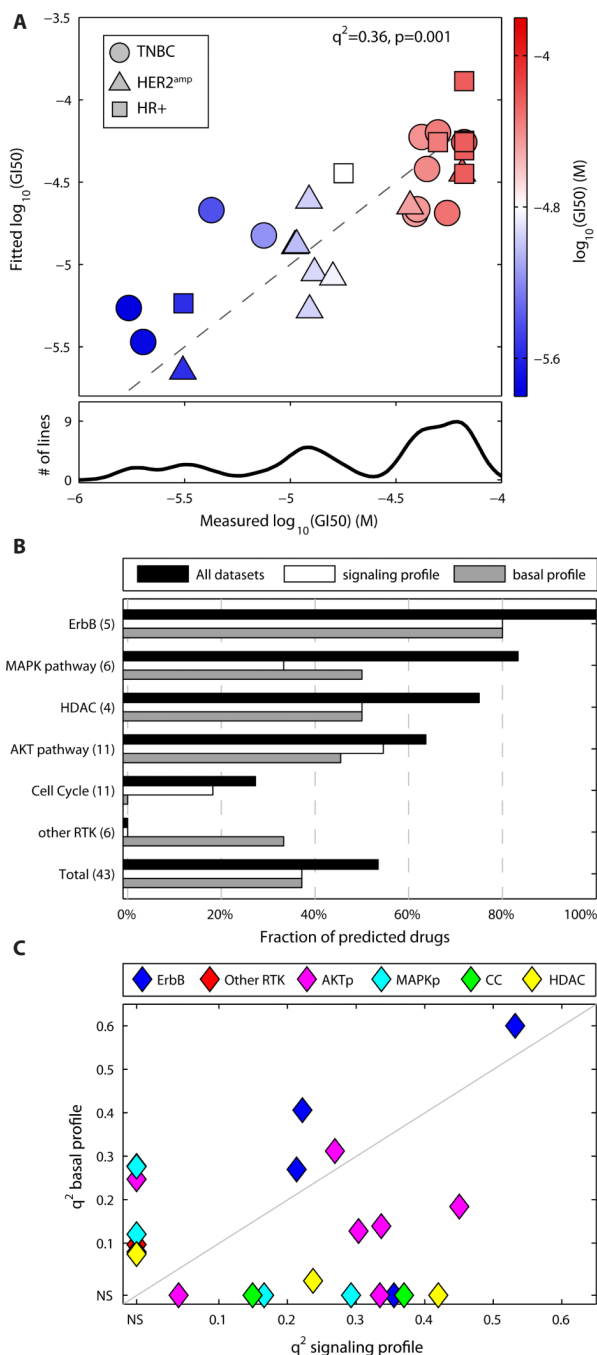 A
q²=0.36, p=0.001
TNBC
HER2ᵃᵐᵖ
HR+
−3.5
−4
−4.5
−5
−5.5
Fitted log₁₀(GI50)
−4
−4.8
−5.6
log₁₀(GI50) (M)
9
0
# of lines
−6
−5.5
−5
−4.5
−4
Measured log₁₀(GI50) (M)
B
All datasets
signaling profile
basal profile
ErbB (5)
MAPK pathway (6)
HDAC (4)
AKT pathway (11)
Cell Cycle (11)
other RTK (6)
Total (43)
0%
20%
40%
60%
80%
100%
Fraction of predicted drugs
C
ErbB
Other RTK
AKTp
MAPKp
CC
HDAC
0.6
0.5
0.4
0.3
0.2
0.1
NS
q² basal profile
NS
0.1
0.2
0.3
0.4
0.5
0.6
q² signaling profile